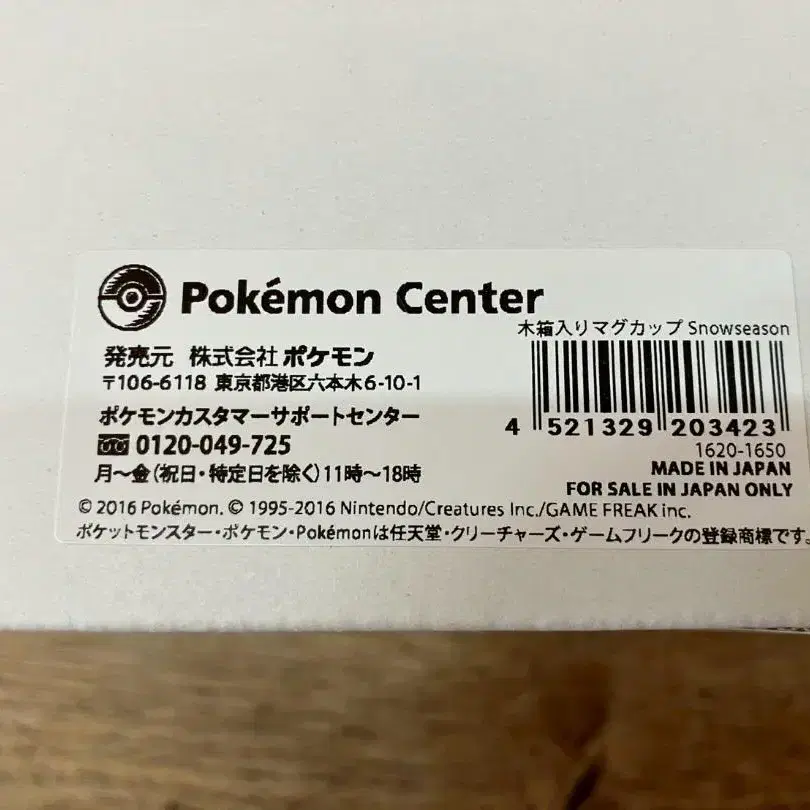 Pokémon Center
木箱入りマグカップ Snowseason
発売元 株式会社 ポケモン
〒106-6118 東京都港区六本木6-10-1
ポケモンカスタマーサポートセンター
0120-049-725
月～金(祝日・特定日を除く)11時～18時
4 521329 203423
1620-1650
MADE IN JAPAN
FOR SALE IN JAPAN ONLY
© 2016 Pokémon. © 1995-2016 Nintendo/Creatures Inc./GAME FREAK inc.
ポケットモンスター・ポケモン・Pokémonは任天堂・クリーチャーズ・ゲームフリークの登録商標です。